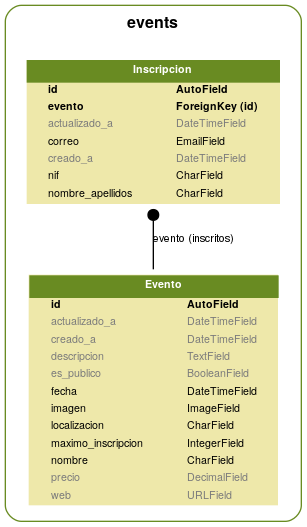 events
Inscripcion
id AutoField
evento ForeignKey (id)
actualizado_a DateTimeField
correo EmailField
creado_a DateTimeField
nif CharField
nombre_apellidos CharField
evento (inscritos)
Evento
id AutoField
actualizado_a DateTimeField
creado_a DateTimeField
descripcion TextField
es_publico BooleanField
fecha DateTimeField
imagen ImageField
localizacion CharField
maximo_inscripcion IntegerField
nombre CharField
precio DecimalField
web URLField